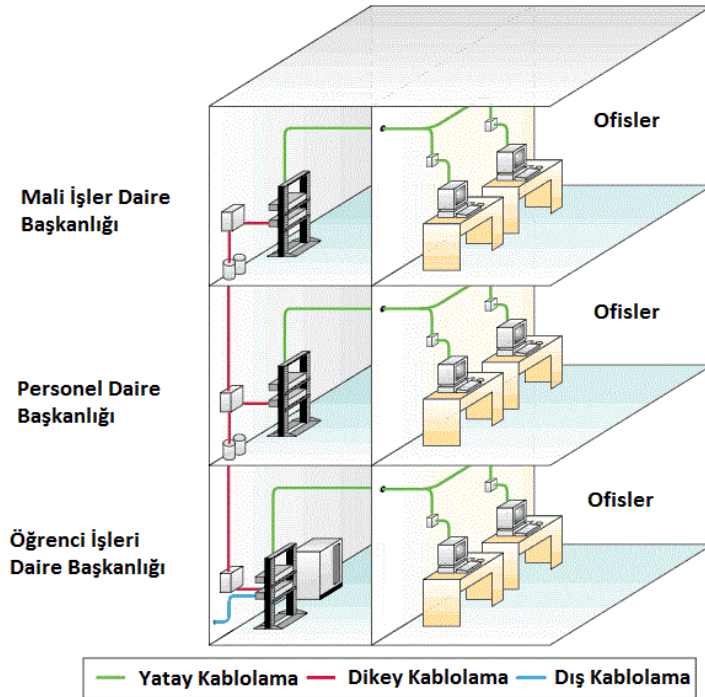 Ofisler
Mali İşler Daire
Başkanlığı
Ofisler
Personel Daire
Başkanlığı
Ofisler
Öğrenci İşleri
Daire Başkanlığı
Yatay Kablolama Dikey Kablolama Dış Kablolama